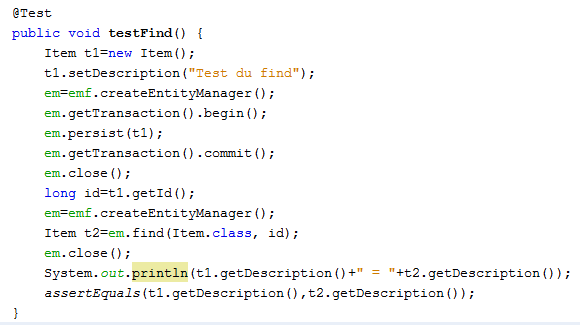 @Test
public void testFind() {
    Item t1=new Item();
    t1.setDescription("Test du find");
    em=emf.createEntityManager();
    em.getTransaction().begin();
    em.persist(t1);
    em.getTransaction().commit();
    em.close();
    long id=t1.getId();
    em=emf.createEntityManager();
    Item t2=em.find(Item.class, id);
    em.close();
    System.out.println(t1.getDescription()+" = "+t2.getDescription());
    assertEquals(t1.getDescription(),t2.getDescription());
}